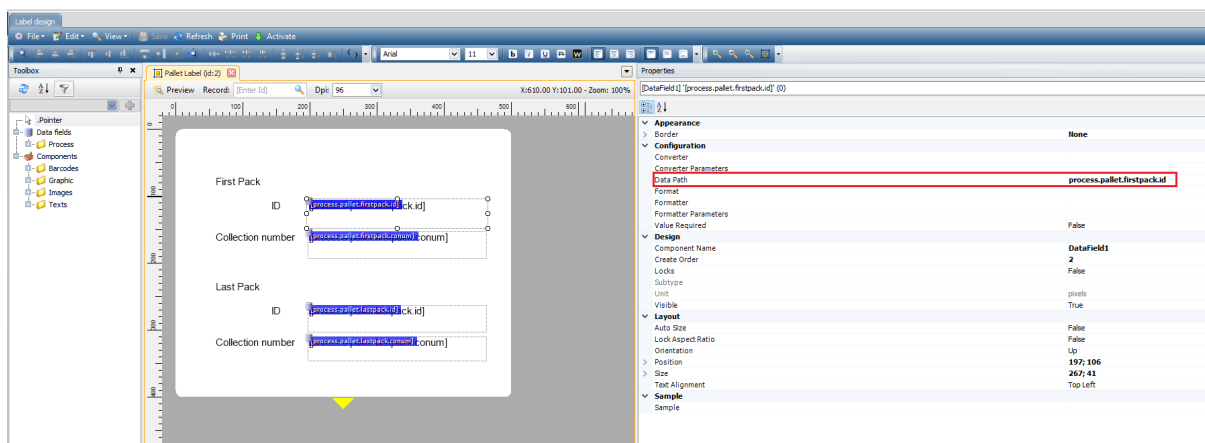 Label design
File Edit View Save Refresh Print Activate
Arial 11 b I U
Toolbox
Pallet Label (id:2)
Properties
Preview Record: [Enter Id] Dpi: 96 X:610.00 Y:101.00 - Zoom: 100%
[DataField1] '[process.pallet.firstpack.id]' (0)
0 100 200 300 400 500 600
.Pointer
Data fields
Process
Components
Barcodes
Graphic
Images
Texts
First Pack
ID [process.pallet.firstpack.id] ck.id]
Collection number [process.pallet.firstpack.conum] conum]
Last Pack
ID [process.pallet.lastpack.id] ck.id]
Collection number [process.pallet.lastpack.conum] conum]
Appearance
Border None
Configuration
Converter
Converter Parameters
Data Path process.pallet.firstpack.id
Format
Formatter
Formatter Parameters
Value Required False
Design
Component Name DataField1
Create Order 2
Locks False
Subtype
Unit pixels
Visible True
Layout
Auto Size False
Lock Aspect Ratio False
Orientation Up
Position 197; 106
Size 267; 41
Text Alignment Top Left
Sample
Sample